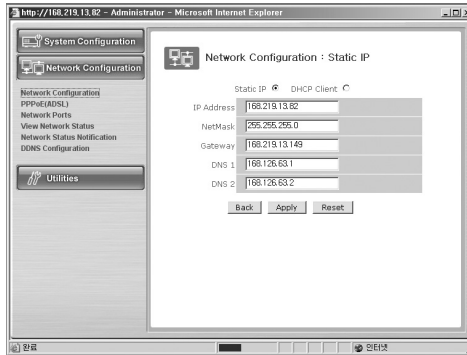 http://168,219,13,82 - Administrator - Microsoft Internet Explorer
System Configuration
Network Configuration
Network Configuration
PPPoE(ADSL)
Network Ports
View Network Status
Network Status Notification
DDNS Configuration
Utilities
Network Configuration : Static IP
Static IP DHCP Client
IP Address 168.219.13.82
NetMask 255.255.255.0
Gateway 168.219.13.149
DNS 1 168.126.63.1
DNS 2 168.126.63.2
Back Apply Reset
완료 인터넷